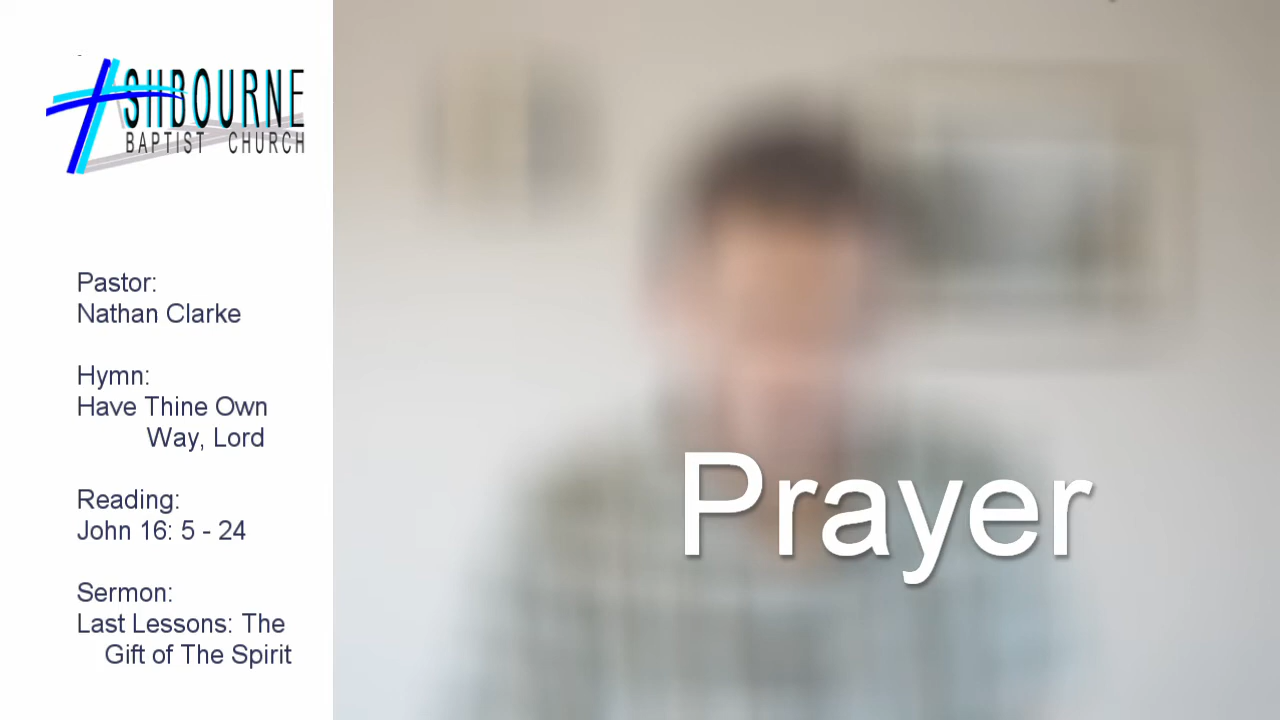 SHBOURNE
BAPTIST CHURCH
Pastor:
Nathan Clarke
Hymn:
Have Thine Own
Way, Lord
Reading:
John 16: 5 - 24
Sermon:
Last Lessons: The
Gift of The Spirit
Prayer